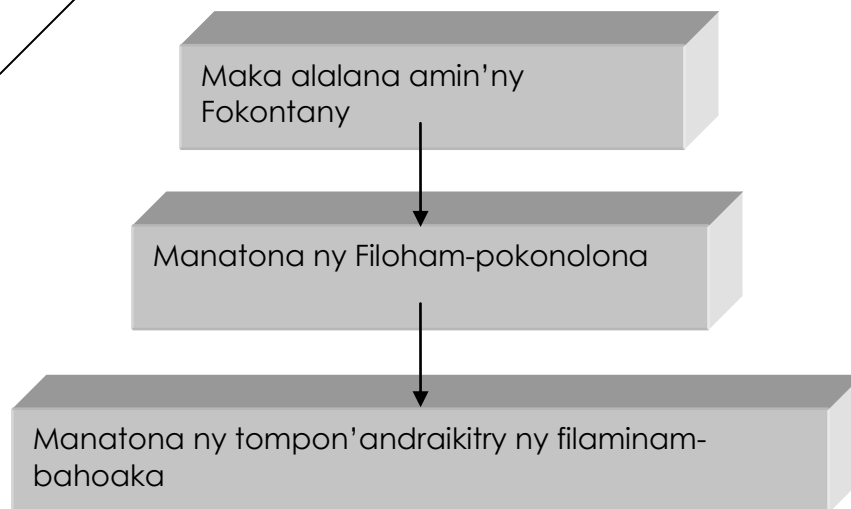 Maka alalana amin’ny
Fokontany
Manatona ny Filoham-pokonolona
Manatona ny tompon’andraikitry ny filaminam-
bahoaka